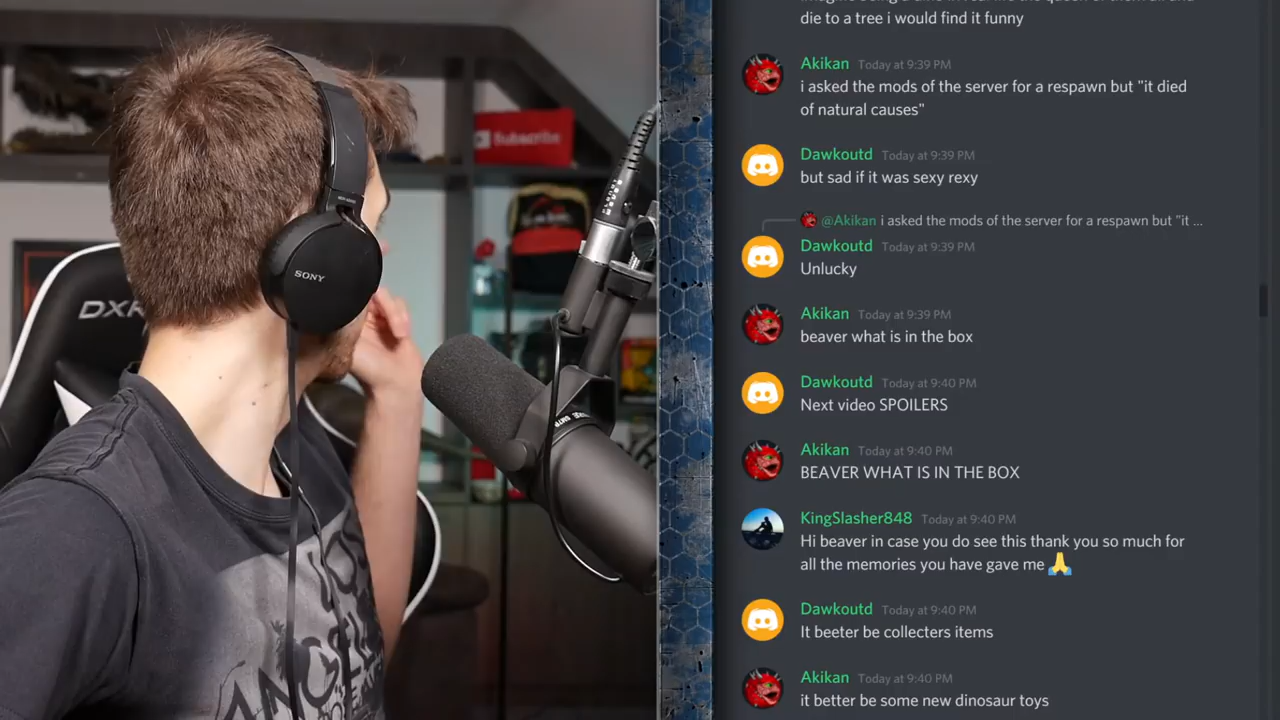 Subscribe
DXR
SONY
die to a tree i would find it funny
Akikan Today at 9:39 PM
i asked the mods of the server for a respawn but "it died
of natural causes"
Dawkoutd Today at 9:39 PM
but sad if it was sexy rexy
@Akikan i asked the mods of the server for a respawn but "it ...
Dawkoutd Today at 9:39 PM
Unlucky
Akikan Today at 9:39 PM
beaver what is in the box
Dawkoutd Today at 9:40 PM
Next video SPOILERS
Akikan Today at 9:40 PM
BEAVER WHAT IS IN THE BOX
KingSlasher848 Today at 9:40 PM
Hi beaver in case you do see this thank you so much for
all the memories you have gave me 🙏
Dawkoutd Today at 9:40 PM
It beeter be collecters items
Akikan Today at 9:40 PM
it better be some new dinosaur toys